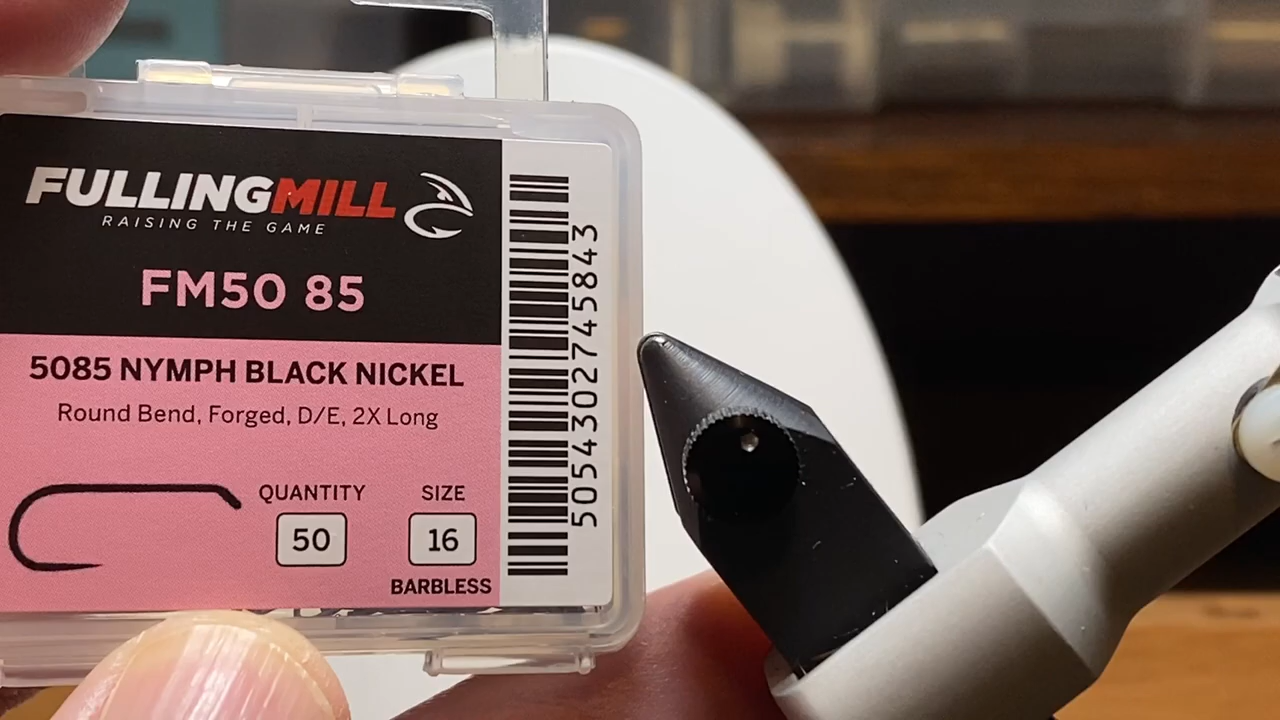 FULLINGMILL
RAISING THE GAME
FM50 85
5085 NYMPH BLACK NICKEL
Round Bend, Forged, D/E, 2X Long
QUANTITY
50
SIZE
16
BARBLESS
5054302745843